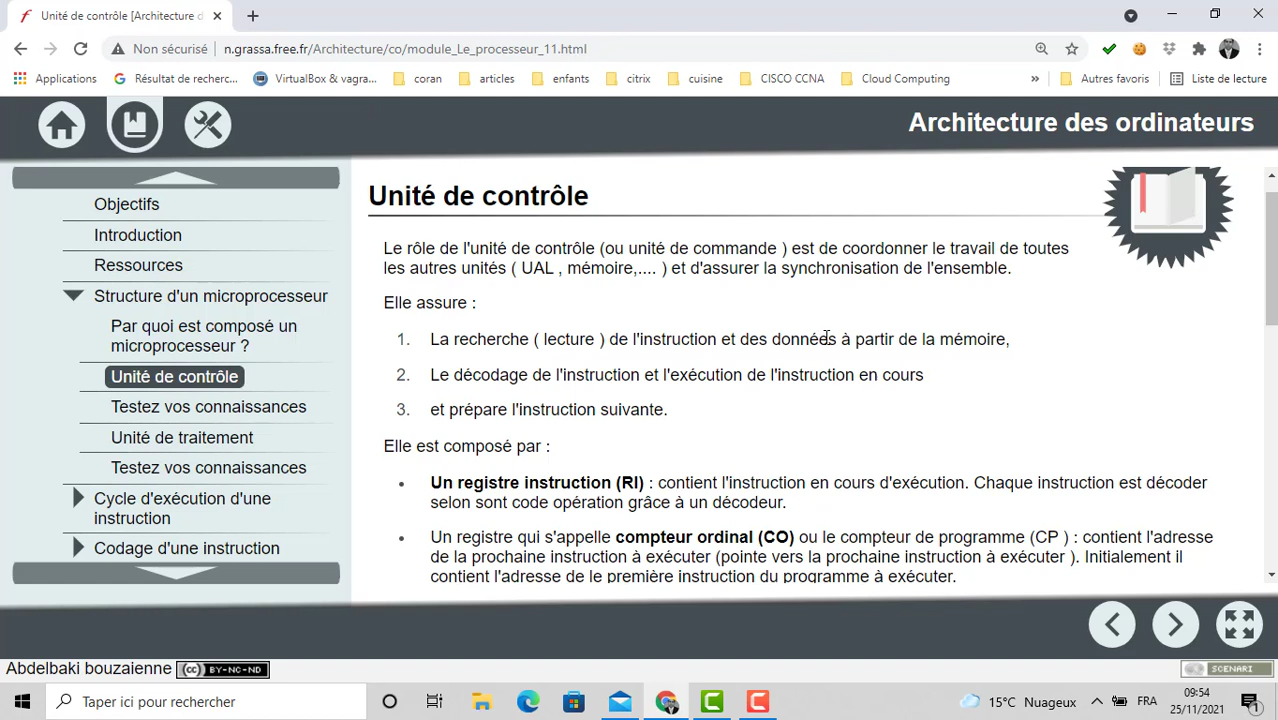 Unité de contrôle [Architecture d
Non sécurisé
n.grassa.free.fr/Architecture/co/module_Le_processeur_11.html
Applications
Résultat de recherc...
VirtualBox & vagra...
coran
articles
enfants
citrix
cuisine
CISCO CCNA
Cloud Computing
»
Autres favoris
Liste de lecture
Architecture des ordinateurs
Objectifs
Introduction
Ressources
Structure d'un microprocesseur
Par quoi est composé un
microprocesseur ?
Unité de contrôle
Testez vos connaissances
Unité de traitement
Testez vos connaissances
Cycle d'exécution d'une
instruction
Codage d'une instruction
Unité de contrôle
Le rôle de l'unité de contrôle (ou unité de commande ) est de coordonner le travail de toutes
les autres unités ( UAL , mémoire,.... ) et d'assurer la synchronisation de l'ensemble.
Elle assure :
1. La recherche ( lecture ) de l'instruction et des données à partir de la mémoire,
2. Le décodage de l'instruction et l'exécution de l'instruction en cours
3. et prépare l'instruction suivante.
Elle est composé par :
• Un registre instruction (RI) : contient l'instruction en cours d'exécution. Chaque instruction est décoder
selon sont code opération grâce à un décodeur.
• Un registre qui s'appelle compteur ordinal (CO) ou le compteur de programme (CP ) : contient l'adresse
de la prochaine instruction à exécuter (pointe vers la prochaine instruction à exécuter ). Initialement il
contient l'adresse de le première instruction du programme à exécuter.
Abdelbaki bouzaienne
cc BY-NC-ND
SCENARI
Taper ici pour rechercher
15°C Nuageux
FRA
09:54
25/11/2021
1